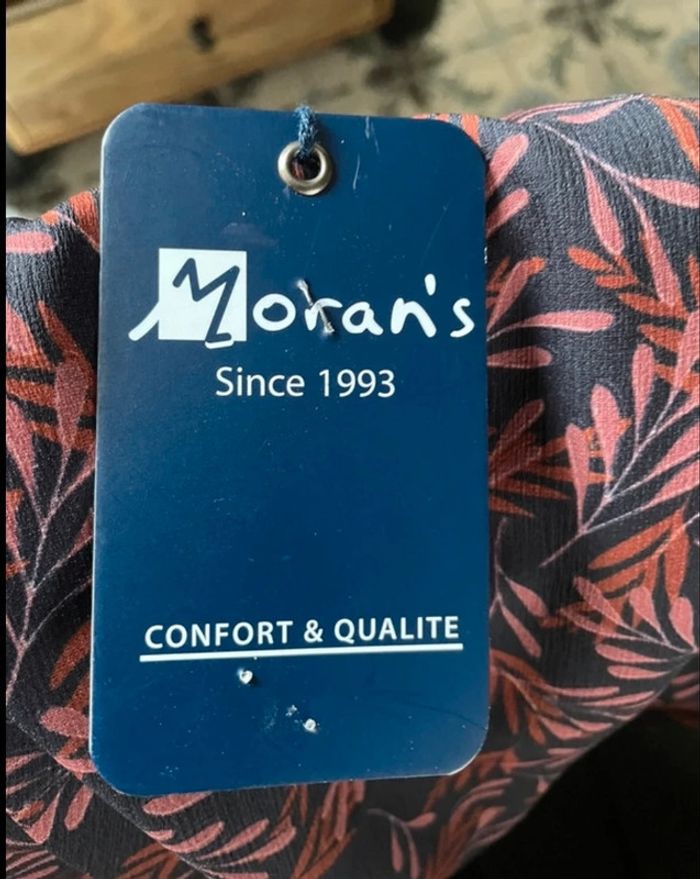 Moran's
Since 1993
CONFORT & QUALITE